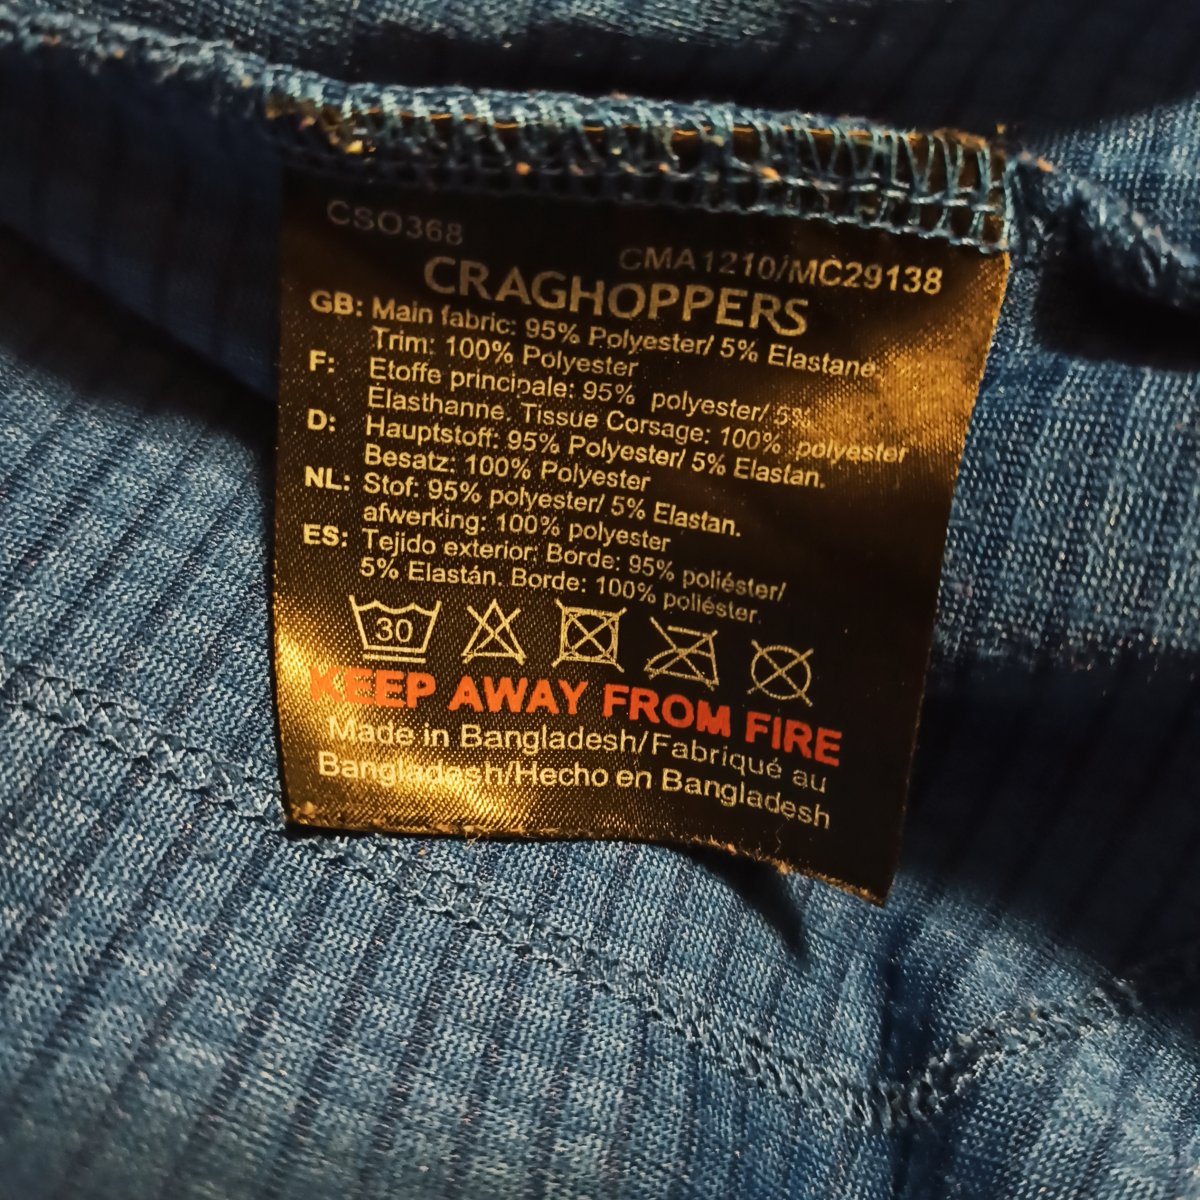 CSO368
CMA1210/MC29138
CRAGHOPPERS
GB: Main fabric: 95% Polyester/ 5% Elastane.
Trim: 100% Polyester
F: Etoffe principale: 95% polyester/ 5%
Élasthanne. Tissue Corsage: 100% polyester
D: Hauptstoff: 95% Polyester/ 5% Elastan.
Besatz: 100% Polyester
NL: Stof: 95% polyester/ 5% Elastan.
afwerking: 100% polyester
ES: Tejido exterior; Borde: 95% poliéster/
5% Elastán. Borde: 100% poliéster.
30
KEEP AWAY FROM FIRE
Made in Bangladesh/Fabriqué au
Bangladesh/Hecho en Bangladesh